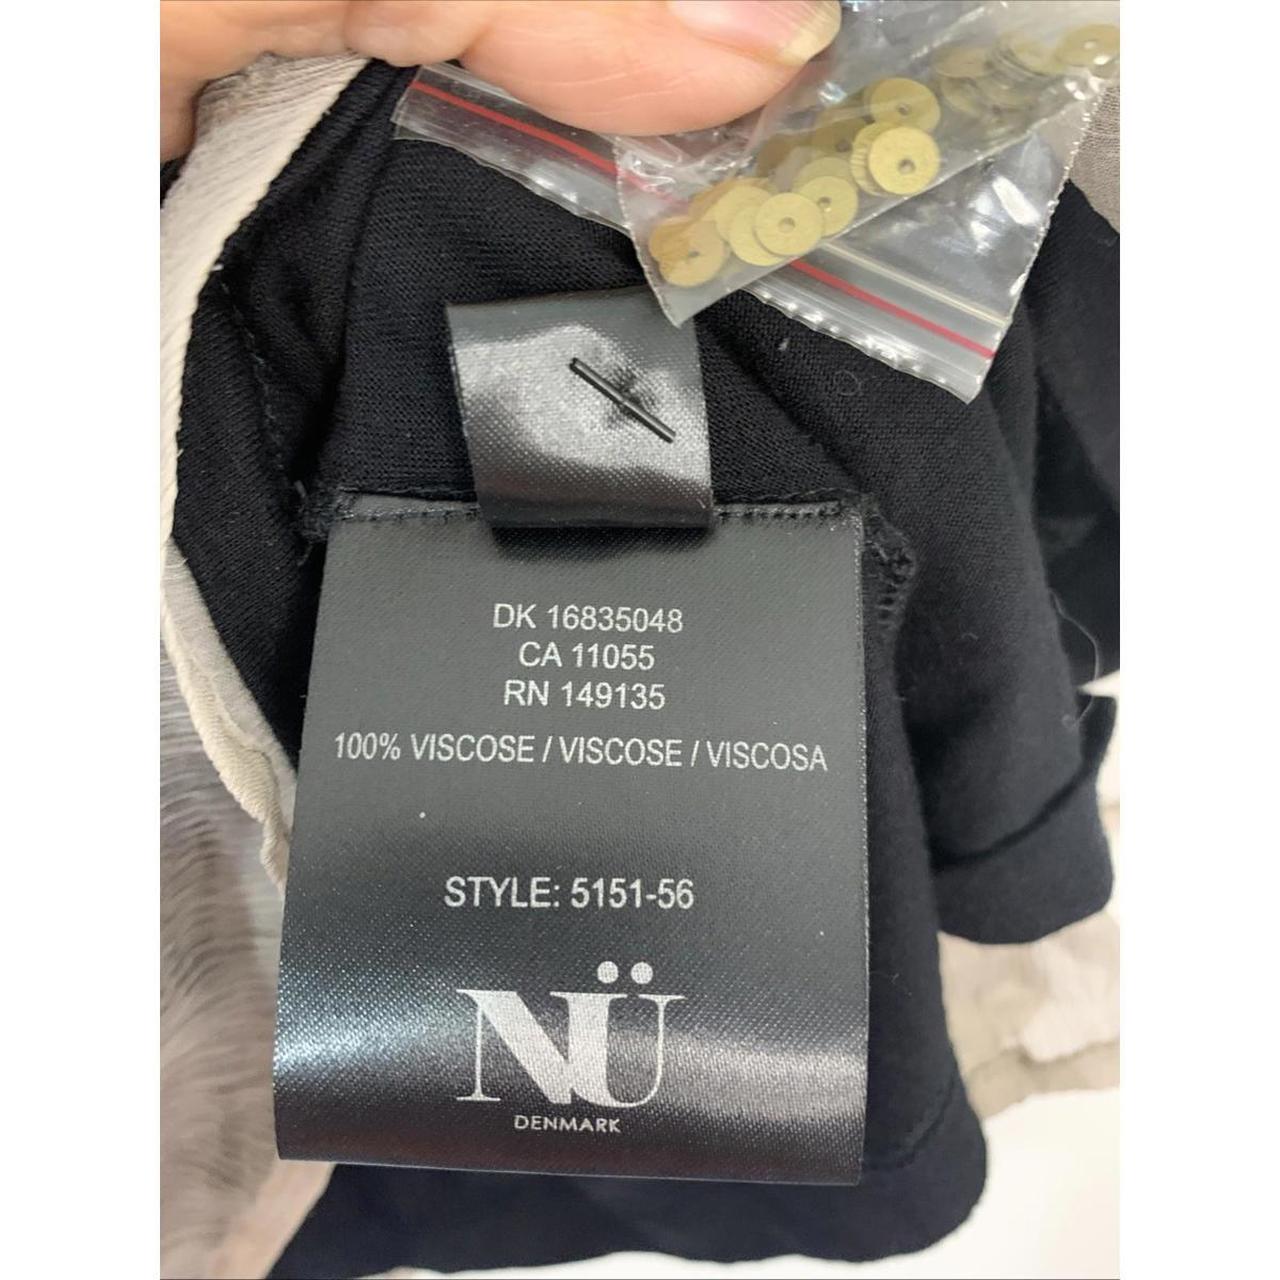 DK 16835048
CA 11055
RN 149135
100% VISCOSE / VISCOSE / VISCOSA
STYLE: 5151-56
NÜ
DENMARK